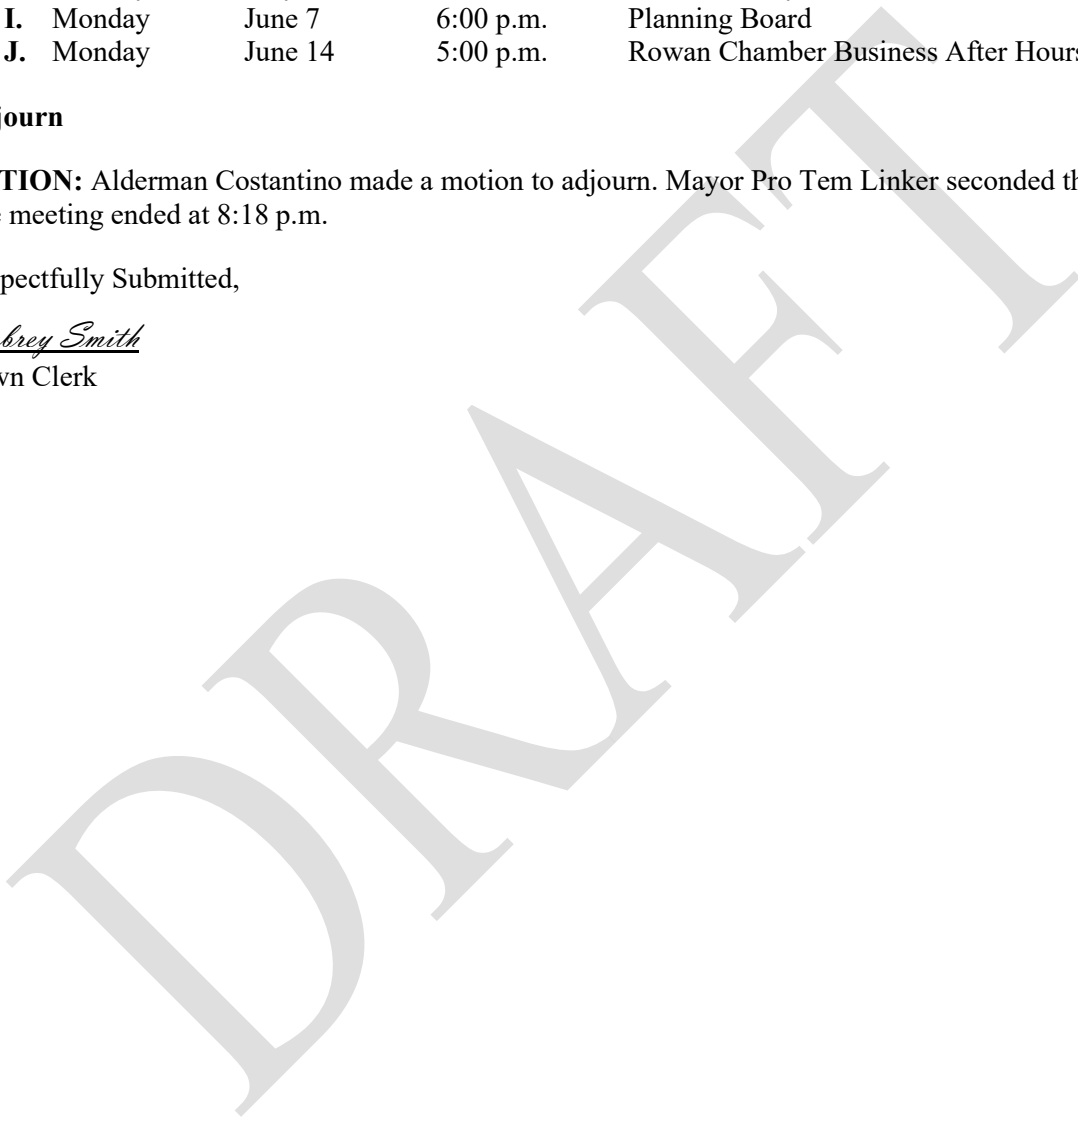 I. Monday June 7 6:00 p.m. Planning Board
J. Monday June 14 5:00 p.m. Rowan Chamber Business After Hours
journ
TION: Alderman Costantino made a motion to adjourn. Mayor Pro Tem Linker seconded th
e meeting ended at 8:18 p.m.
pectfully Submitted,
brey Smith
wn Clerk
DRAFT